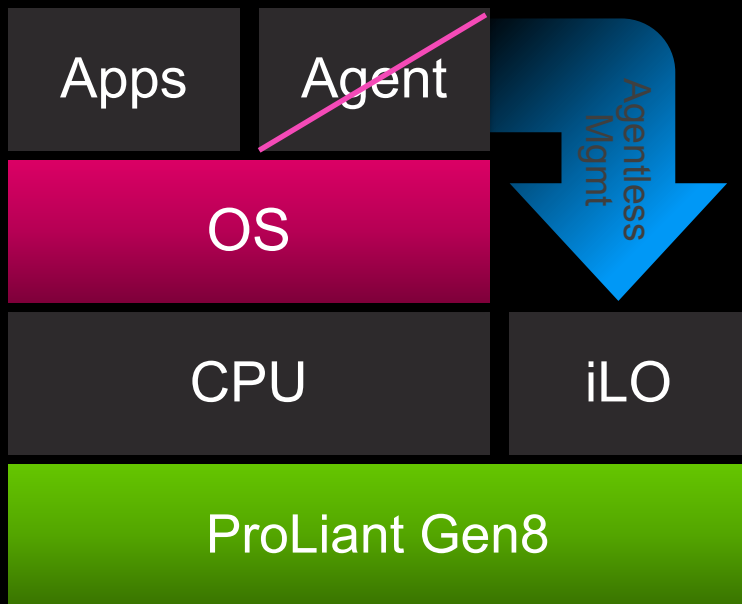 Apps
Agent
Agentless
Mgmt
OS
CPU
iLO
ProLiant Gen8